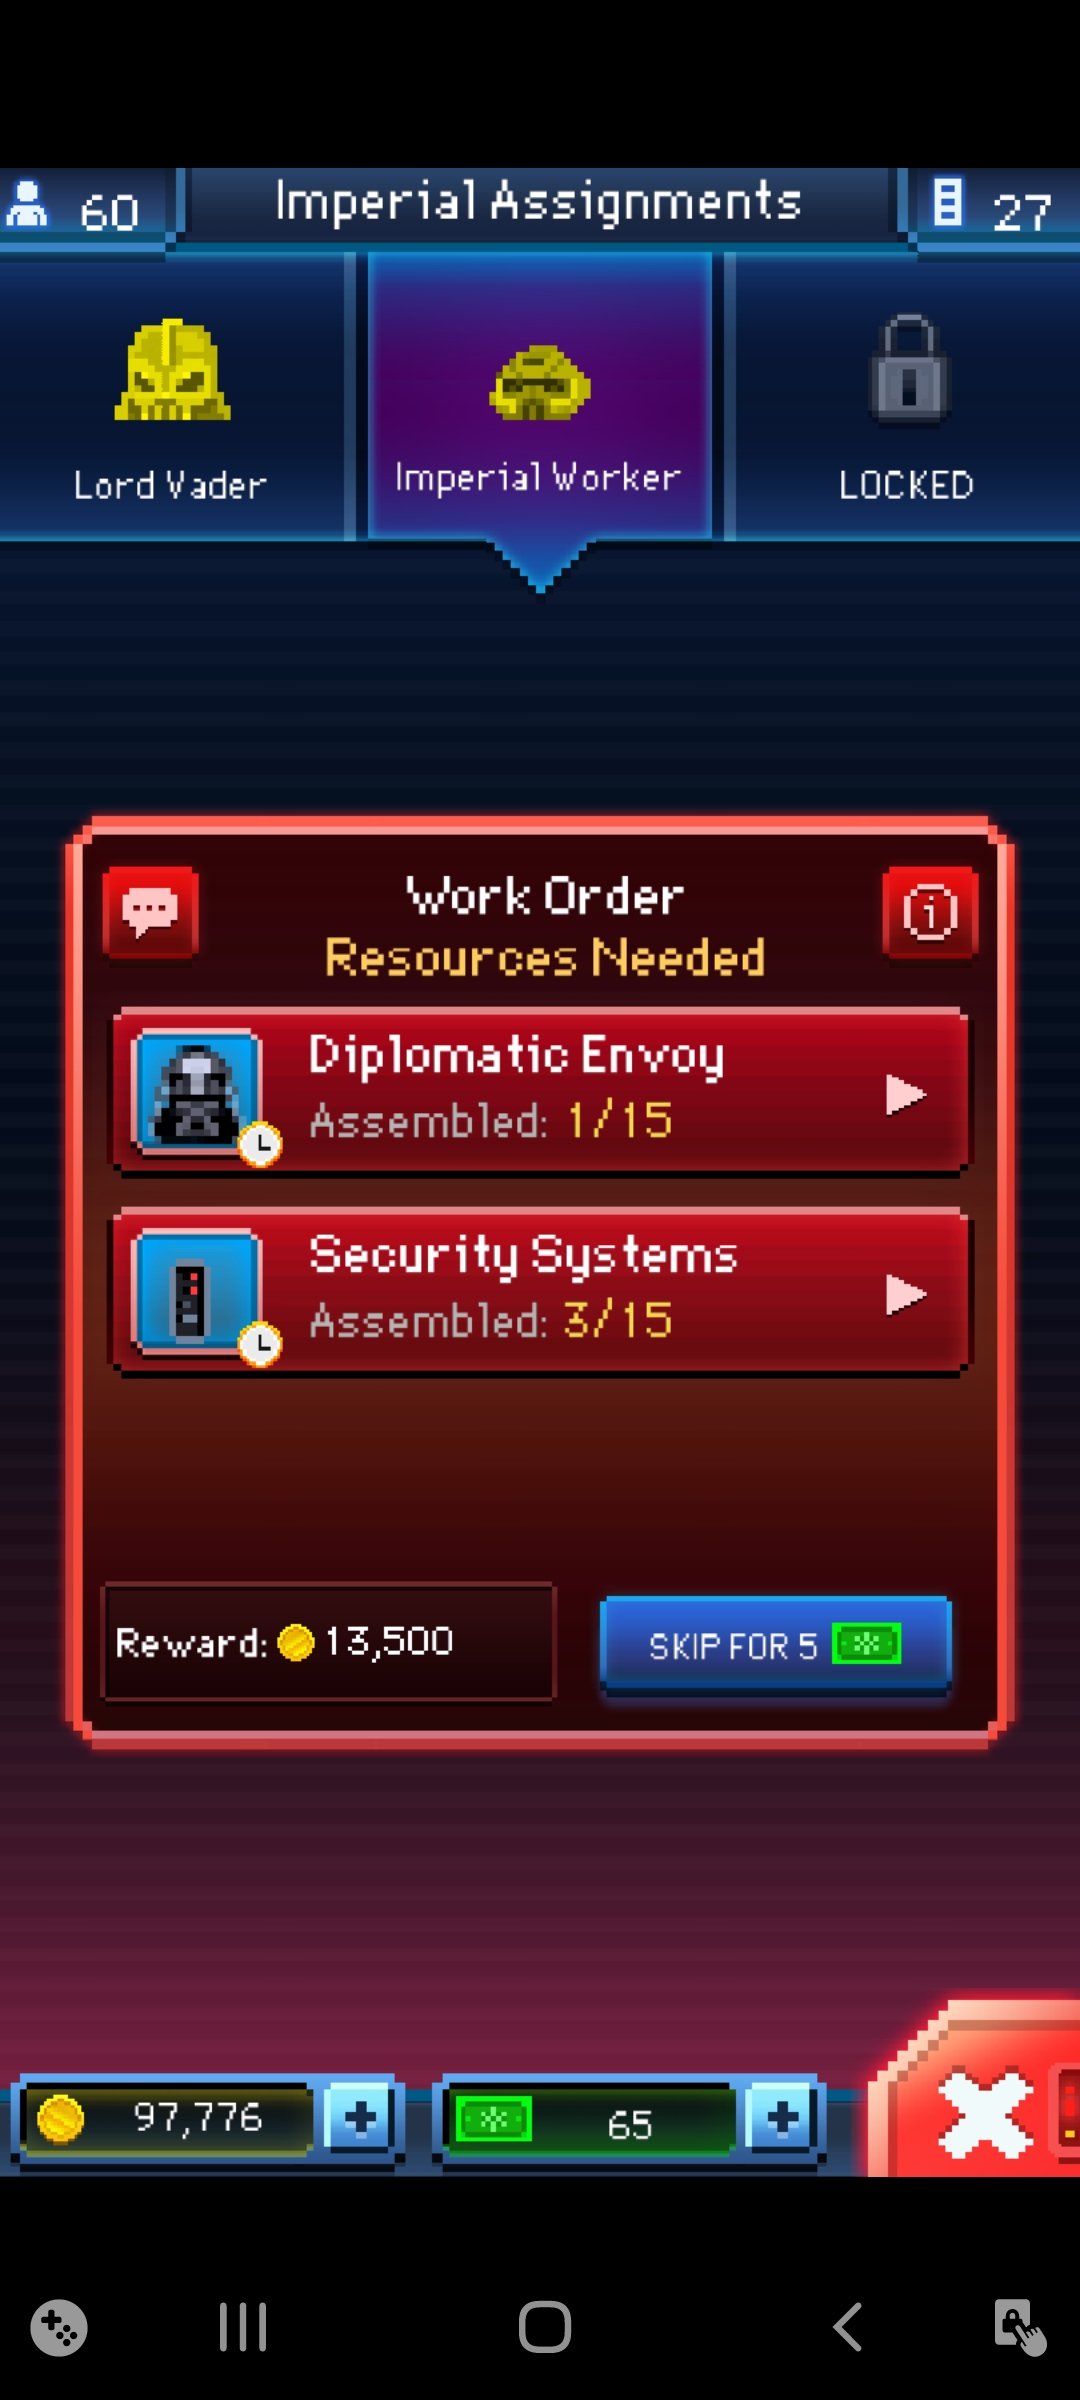 60
Imperial Assignments
27
Lord Vader
Imperial Worker
LOCKED
Work Order
Resources Needed
Diplomatic Envoy
Assembled: 1/15
Security Systems
Assembled: 3/15
Reward: 13,500
SKIP FOR 5
97,776
65